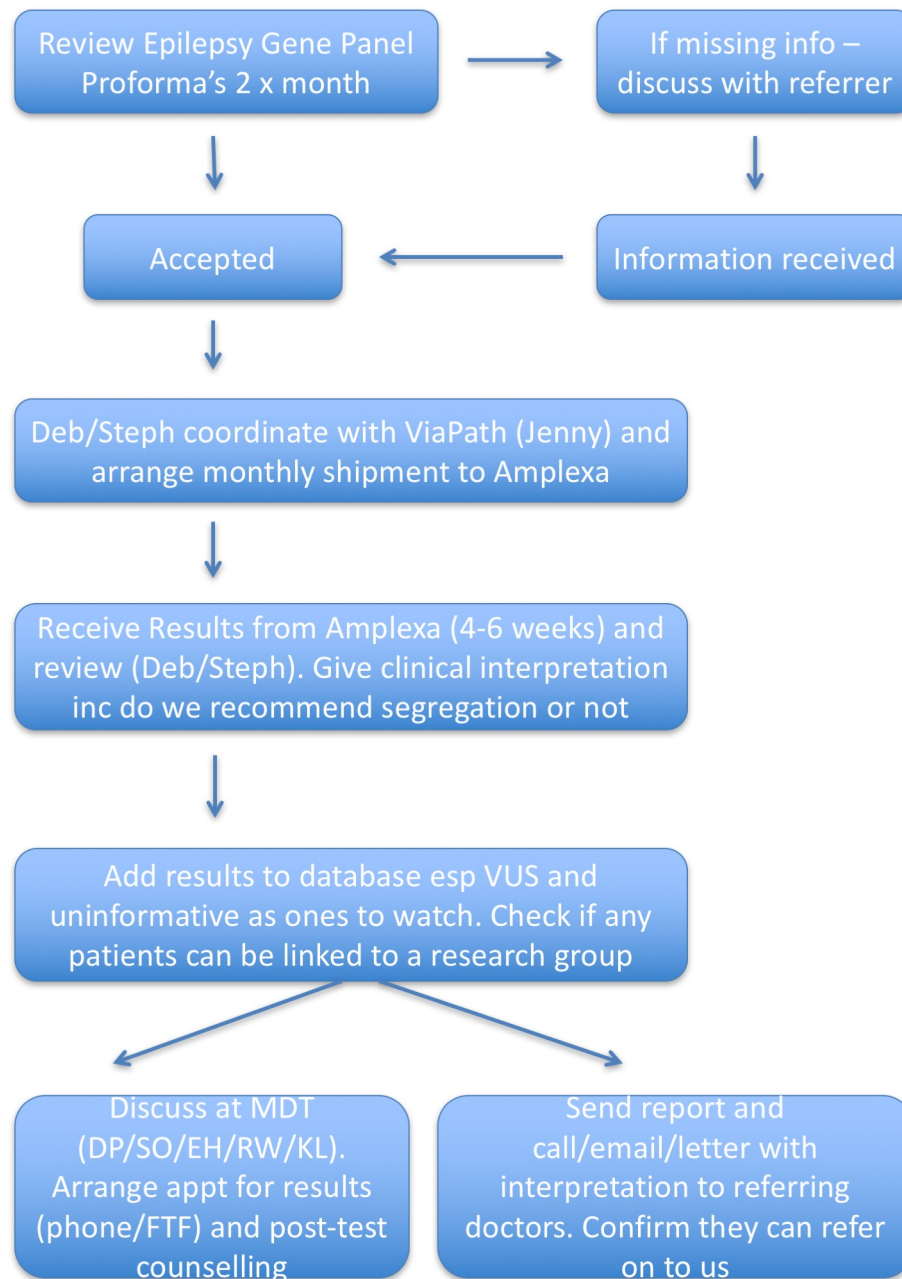 Review Epilepsy Gene Panel
Proforma's 2 x month
If missing info –
discuss with referrer
Accepted
Information received
Deb/Steph coordinate with ViaPath (Jenny) and
arrange monthly shipment to Amplexa
Receive Results from Amplexa (4-6 weeks) and
review (Deb/Steph). Give clinical interpretation
inc do we recommend segregation or not
Add results to database esp VUS and
uninformative as ones to watch. Check if any
patients can be linked to a research group
Discuss at MDT
(DP/SO/EH/RW/KL).
Arrange appt for results
(phone/FTF) and post-test
counselling
Send report and
call/email/letter with
interpretation to referring
doctors. Confirm they can refer
on to us